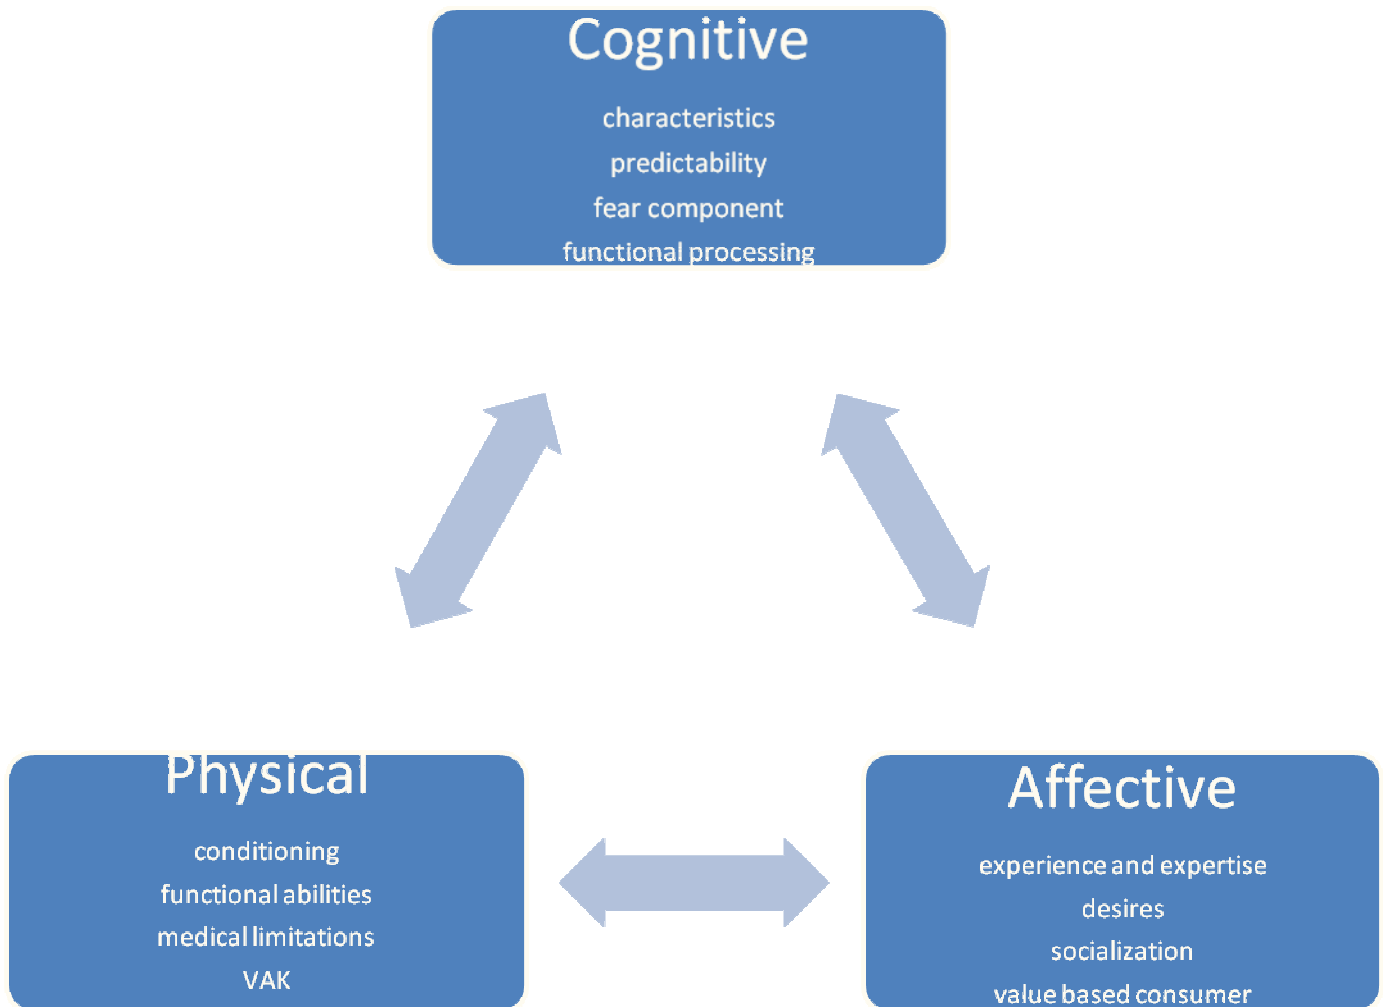 Cognitive
characteristics
predictability
fear component
functional processing
Physical
conditioning
functional abilities
medical limitations
VAK
Affective
experience and expertise
desires
socialization
value based consumer